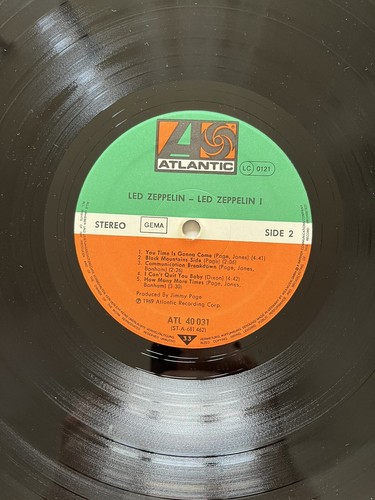 ATLANTIC
LC 0121
LED ZEPPELIN – LED ZEPPELIN I
STEREO
GEMA
SIDE 2
1. You Time Is Gonna Come (Page, Jones) (4:41)
2. Black Mountains Side (Page) (2:06)
3. Communication Breakdown (Page, Jones,
Bonham) (2:26)
4. I Can't Quit You Baby (Dixon) (4:42)
5. How Many More Times (Page, Jones,
Bonham) (3:30)
Produced By Jimmy Page
℗ 1969 Atlantic Recording Corp.
ATL 40 031
(ST-A-681 462)
33